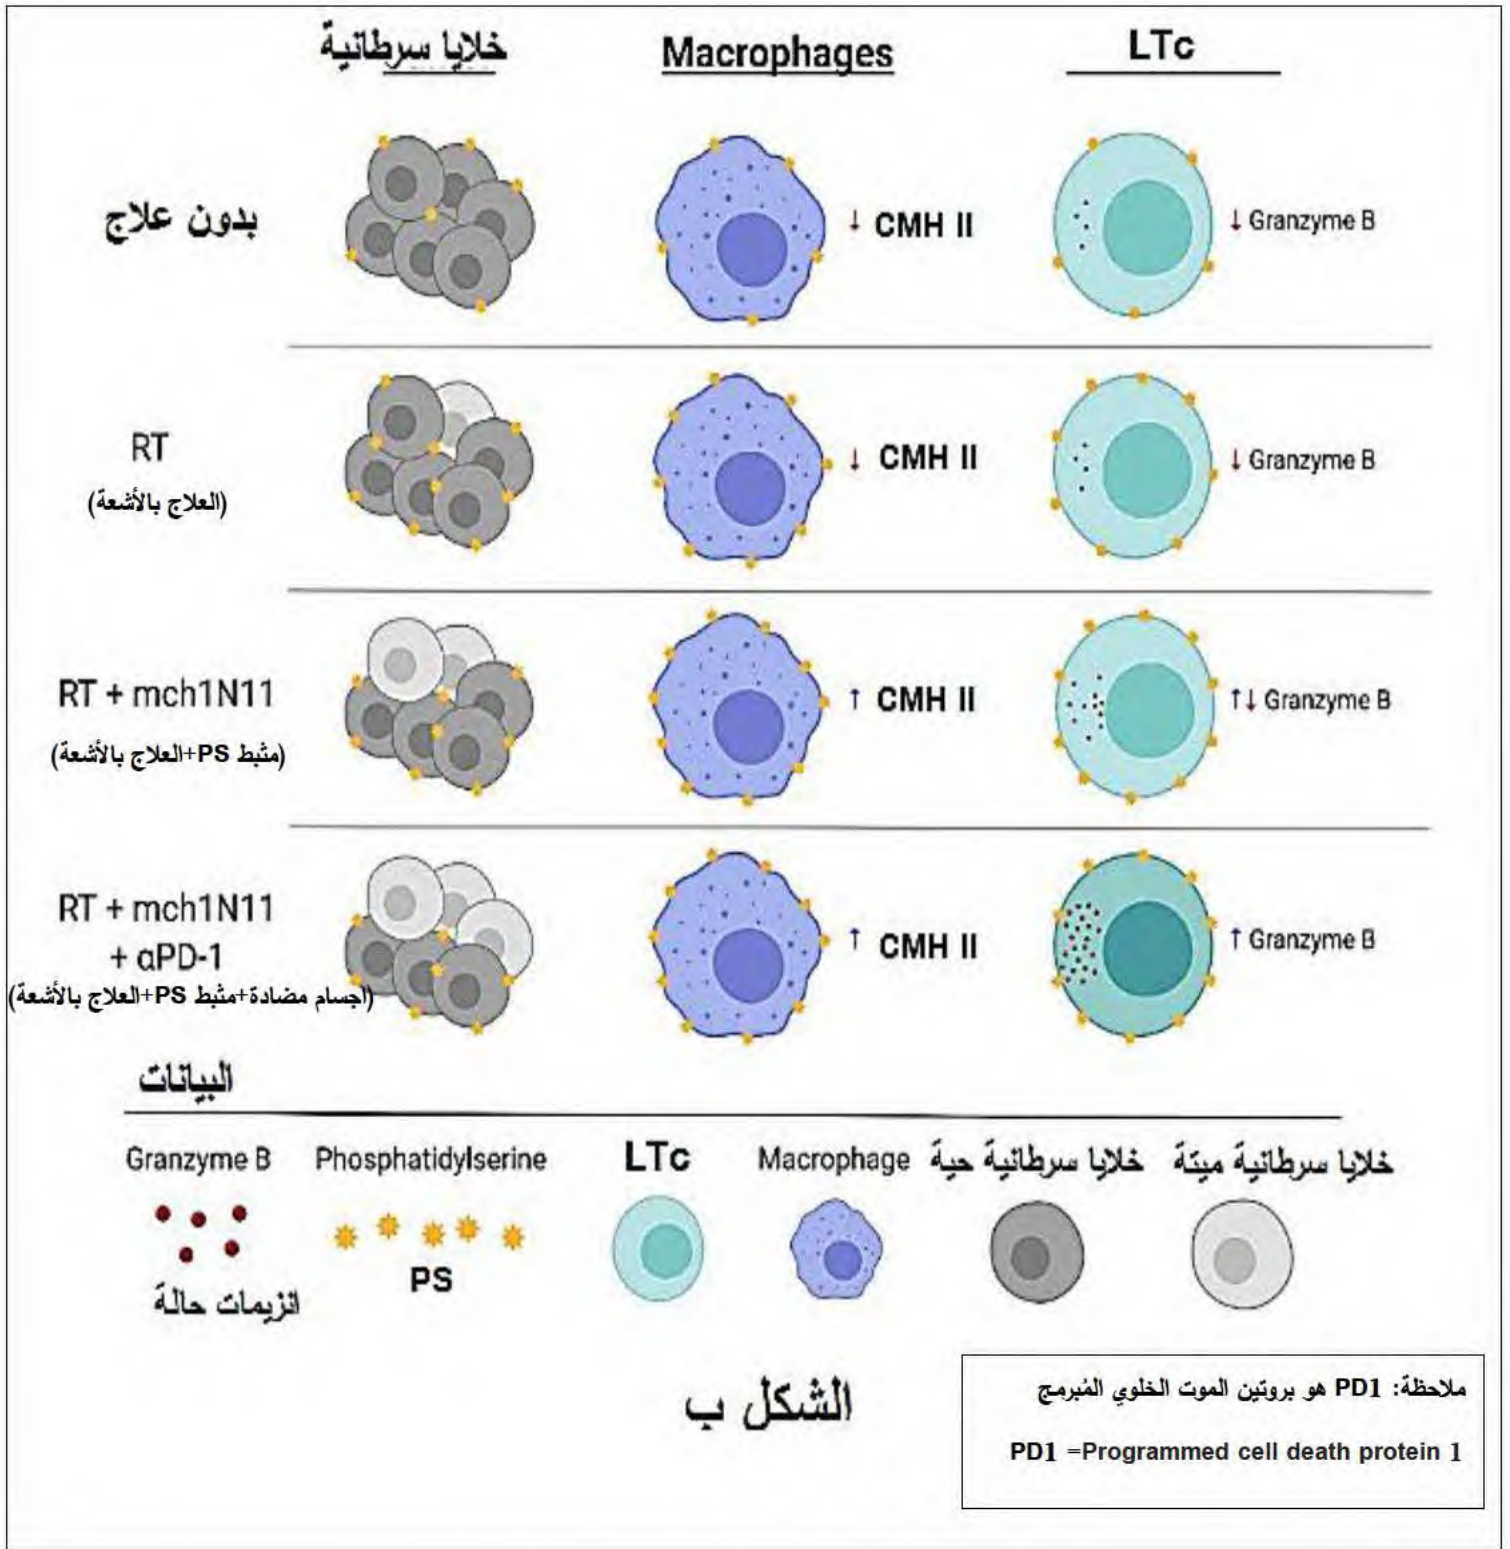 خلايا سرطانية
Macrophages
LTc
بدون علاج
↓ CMH II
↓ Granzyme B
RT
(العلاج بالأشعة)
↓ CMH II
↓ Granzyme B
RT + mch1N11
(مثبط PS+العلاج بالأشعة)
↑ CMH II
↑↓ Granzyme B
RT + mch1N11
+ αPD-1
(اجسام مضادة+مثبط PS+العلاج بالأشعة)
↑ CMH II
↑ Granzyme B
البيانات
Granzyme B
Phosphatidylserine
LTc
Macrophage
خلايا سرطانية حية
خلايا سرطانية ميتة
انزيمات حالة
PS
الشكل ب
ملاحظة: PD1 هو بروتين الموت الخلوي المُبرمج
PD1 =Programmed cell death protein 1